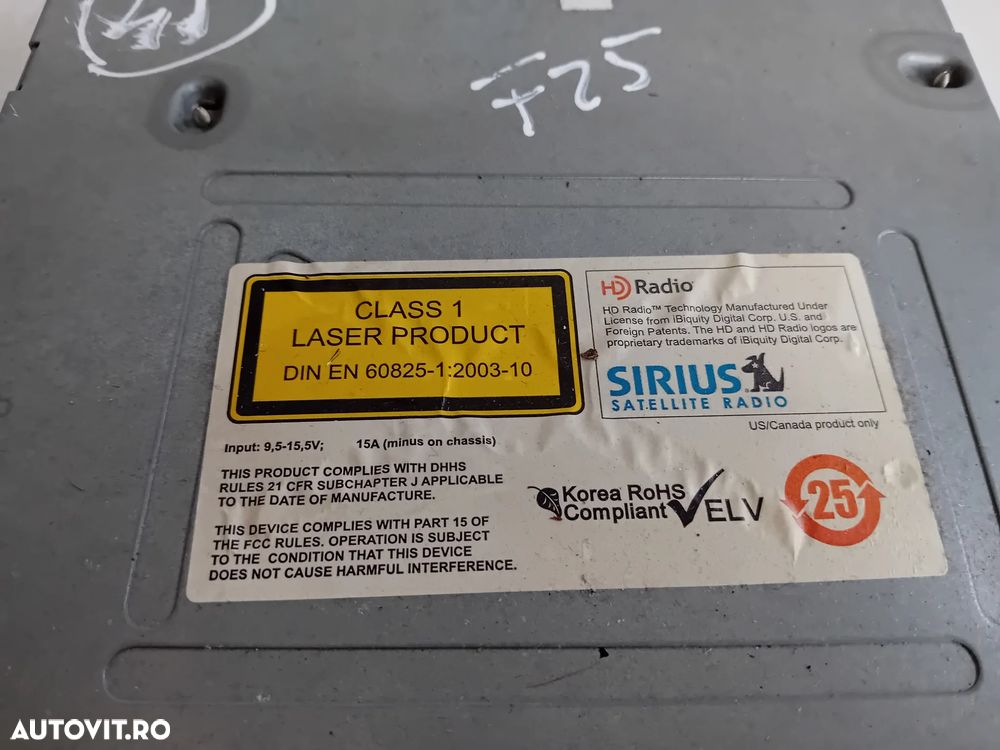 F25
CLASS 1
LASER PRODUCT
DIN EN 60825-1:2003-10
HD Radio
HD Radio™ Technology Manufactured Under
License from iBiquity Digital Corp. U.S. and
Foreign Patents. The HD and HD Radio logos are
proprietary trademarks of iBiquity Digital Corp.
SIRIUS
SATELLITE RADIO
US/Canada product only
Input: 9,5-15,5V; 15A (minus on chassis)
THIS PRODUCT COMPLIES WITH DHHS
RULES 21 CFR SUBCHAPTER J APPLICABLE
TO THE DATE OF MANUFACTURE.
THIS DEVICE COMPLIES WITH PART 15 OF
THE FCC RULES. OPERATION IS SUBJECT
TO THE CONDITION THAT THIS DEVICE
DOES NOT CAUSE HARMFUL INTERFERENCE.
Korea RoHS
Compliant
ELV
25
AUTOVIT.RO